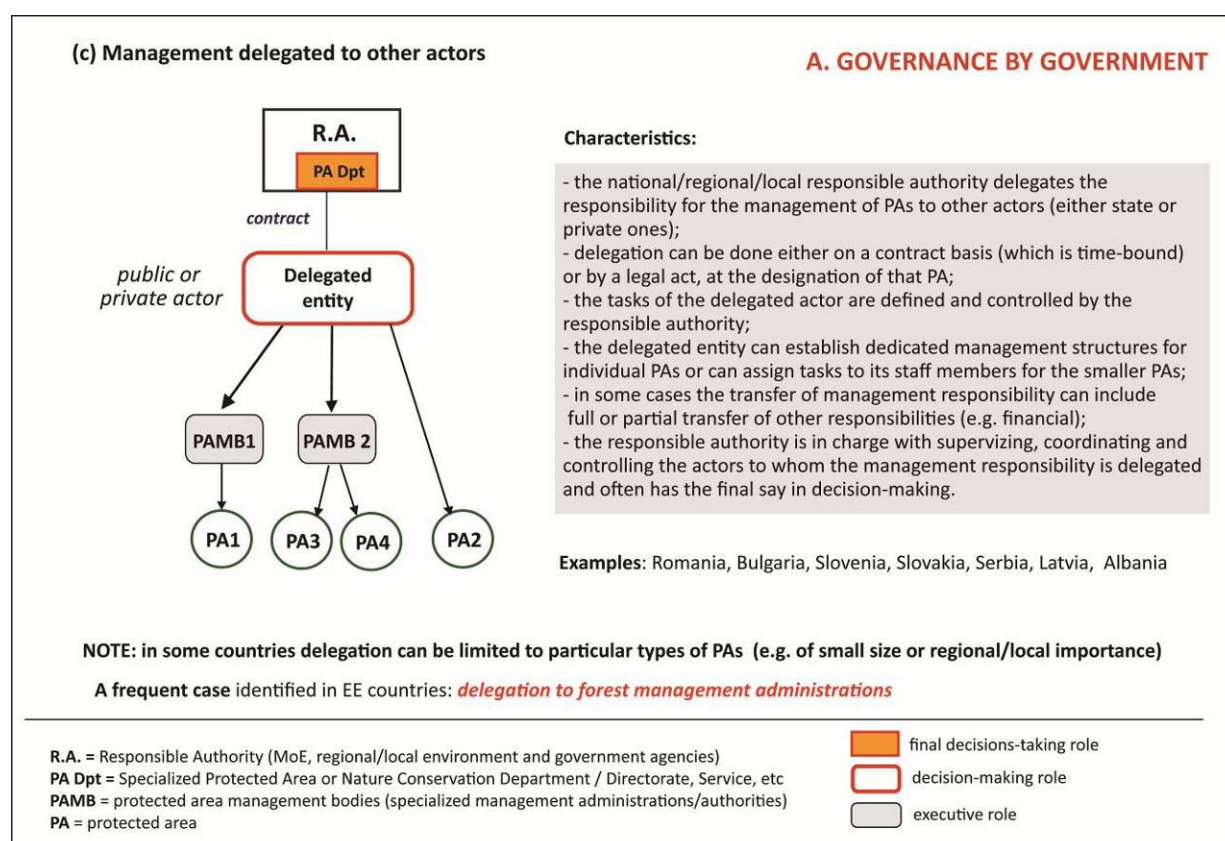 (c) Management delegated to other actors
A. GOVERNANCE BY GOVERNMENT
R.A.
PA Dpt
contract
public or
private actor
Delegated
entity
PAMB1
PAMB 2
PA1
PA3
PA4
PA2
Characteristics:
- the national/regional/local responsible authority delegates the
responsibility for the management of PAs to other actors (either state or
private ones);
- delegation can be done either on a contract basis (which is time-bound)
or by a legal act, at the designation of that PA;
- the tasks of the delegated actor are defined and controlled by the
responsible authority;
- the delegated entity can establish dedicated management structures for
individual PAs or can assign tasks to its staff members for the smaller PAs;
- in some cases the transfer of management responsibility can include
full or partial transfer of other responsibilities (e.g. financial);
- the responsible authority is in charge with supervizing, coordinating and
controlling the actors to whom the management responsibility is delegated
and often has the final say in decision-making.
Examples: Romania, Bulgaria, Slovenia, Slovakia, Serbia, Latvia, Albania
NOTE: in some countries delegation can be limited to particular types of PAs (e.g. of small size or regional/local importance)
A frequent case identified in EE countries: delegation to forest management administrations
R.A. = Responsible Authority (MoE, regional/local environment and government agencies)
PA Dpt = Specialized Protected Area or Nature Conservation Department / Directorate, Service, etc
PAMB = protected area management bodies (specialized management administrations/authorities)
PA = protected area
final decisions-taking role
decision-making role
executive role